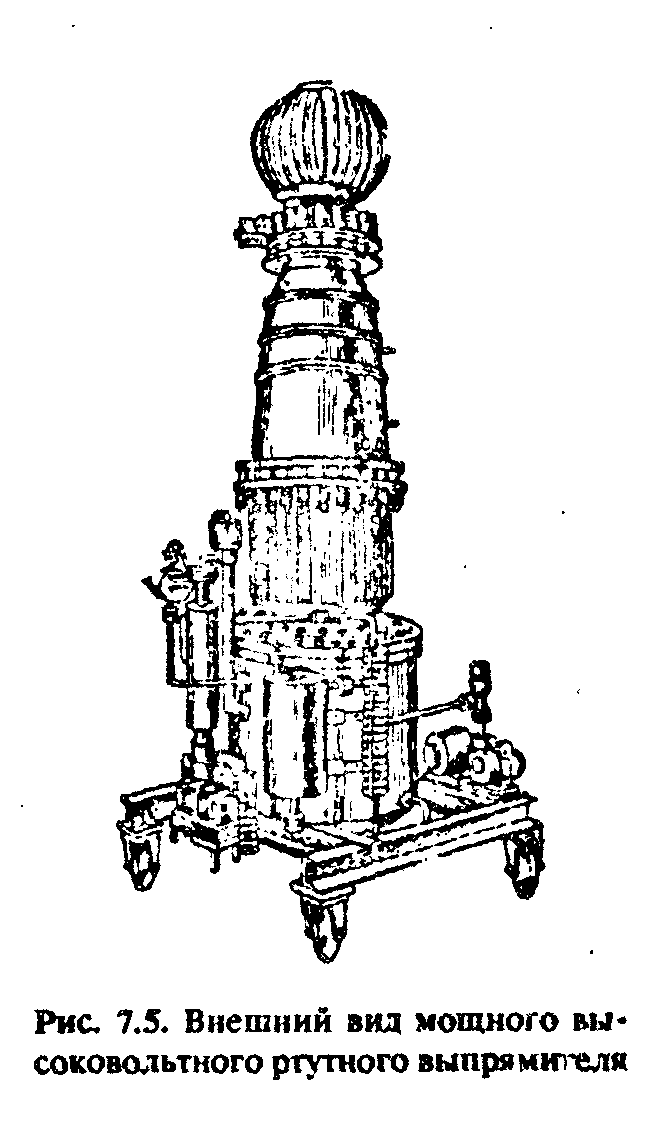 Рис. 7.5. Внешний вид мощного вы-
соковольтного ртутного выпрямителя